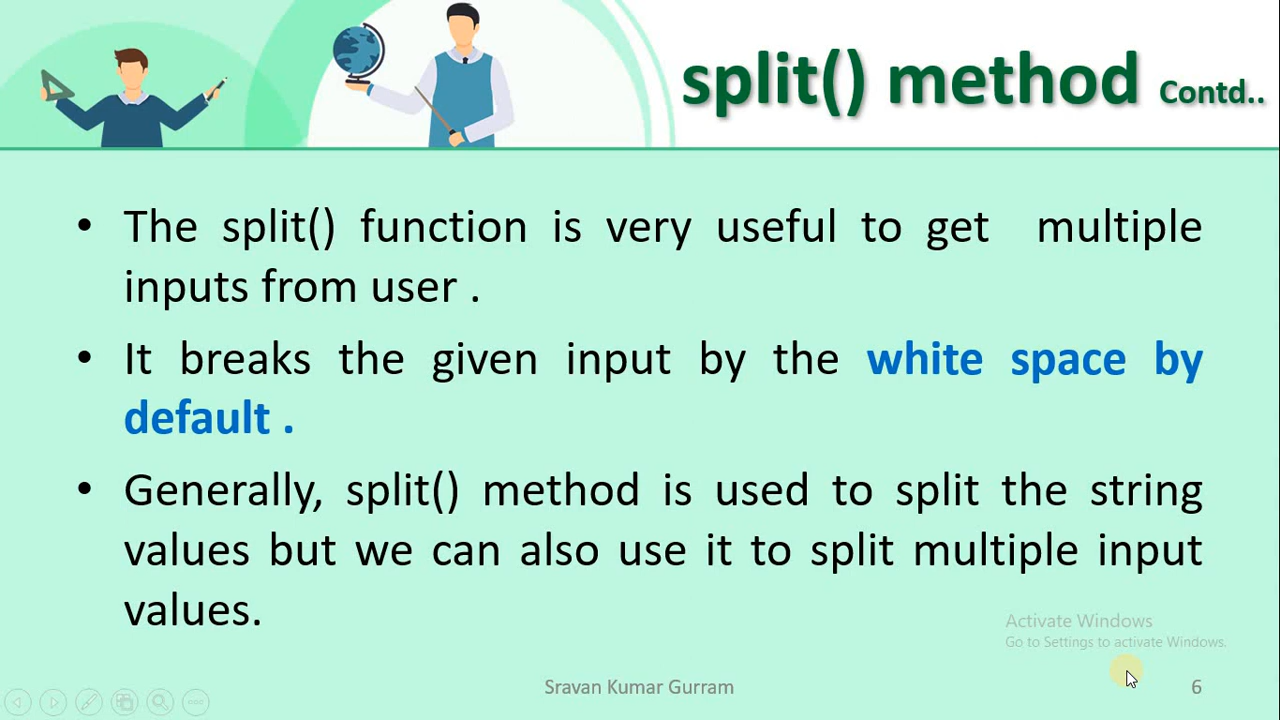 split() method Contd..
• The split() function is very useful to get multiple
inputs from user .
• It breaks the given input by the white space by
default .
• Generally, split() method is used to split the string
values but we can also use it to split multiple input
values.
Activate Windows
Go to Settings to activate Windows.
Sravan Kumar Gurram
6